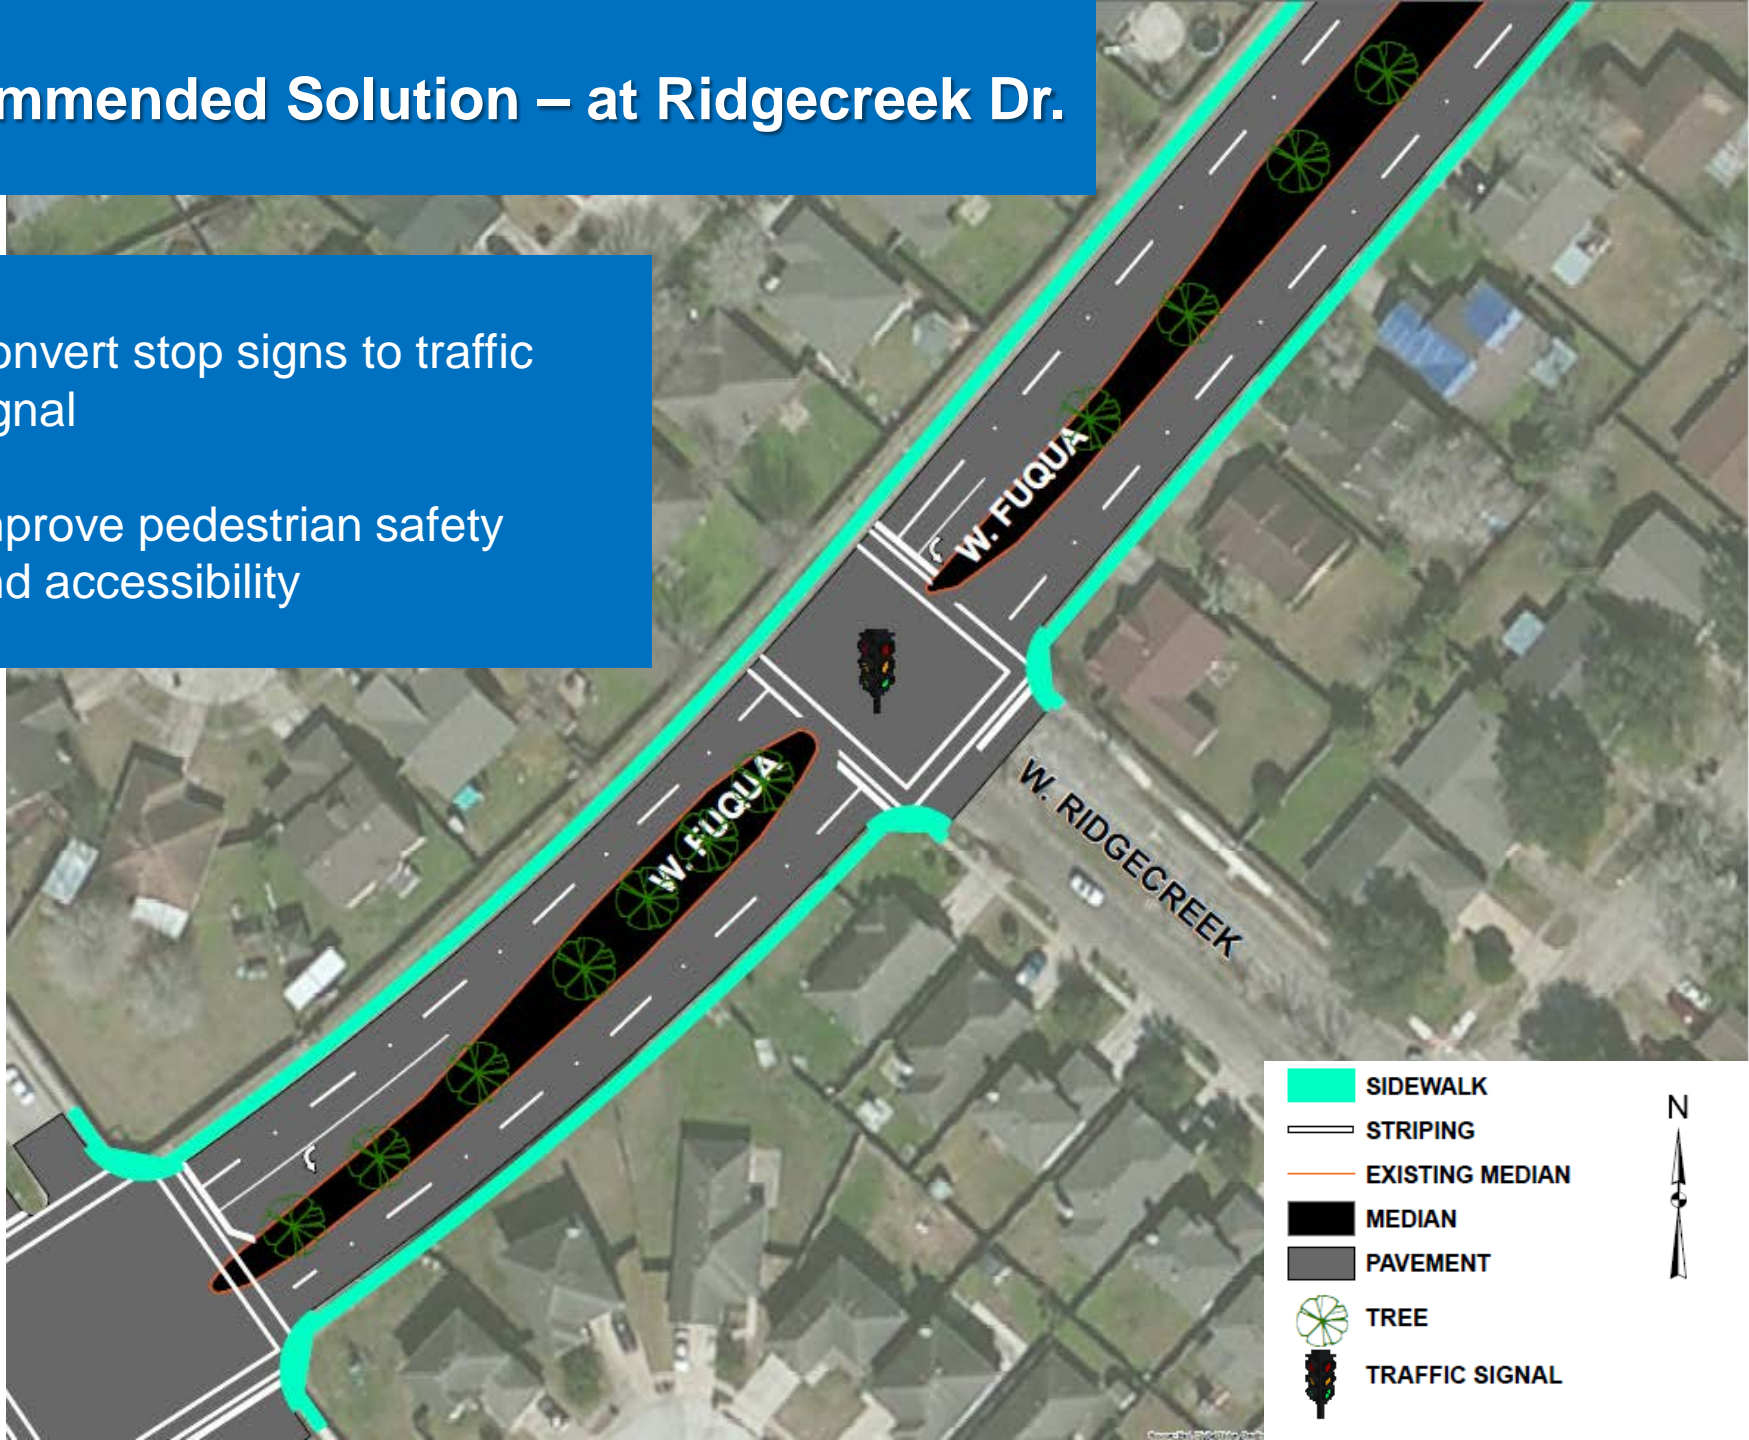 mmended Solution – at Ridgecreek Dr.
onvert stop signs to traffic
gnal
nprove pedestrian safety
nd accessibility
W. FUQUA
W. FUQUA
W. RIDGECREEK
SIDEWALK
STRIPING
EXISTING MEDIAN
MEDIAN
PAVEMENT
TREE
TRAFFIC SIGNAL
N